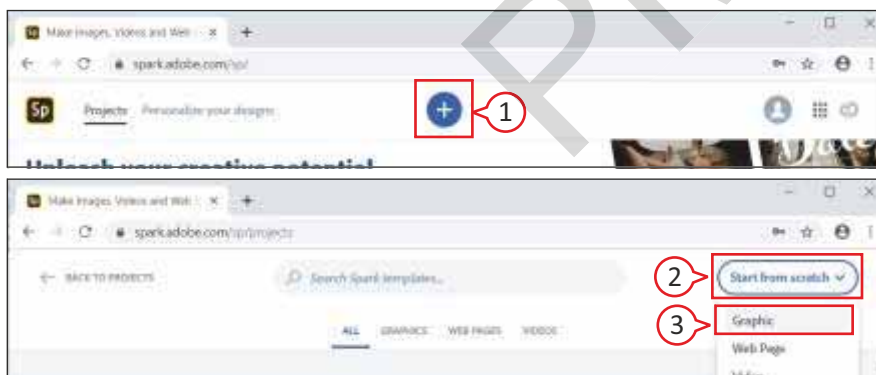 Make Images, Videos and Web
spark.adobe.com/sp/
Sp Projects Personalize your designs
1
Unleash your creative potential
Make Images, Videos and Web
spark.adobe.com/sp/projects
BACK TO PROJECTS Search Spark templates... 2 Start from scratch
ALL GRAPHICS WEB PAGES VIDEOS 3 Graphic
Web Page